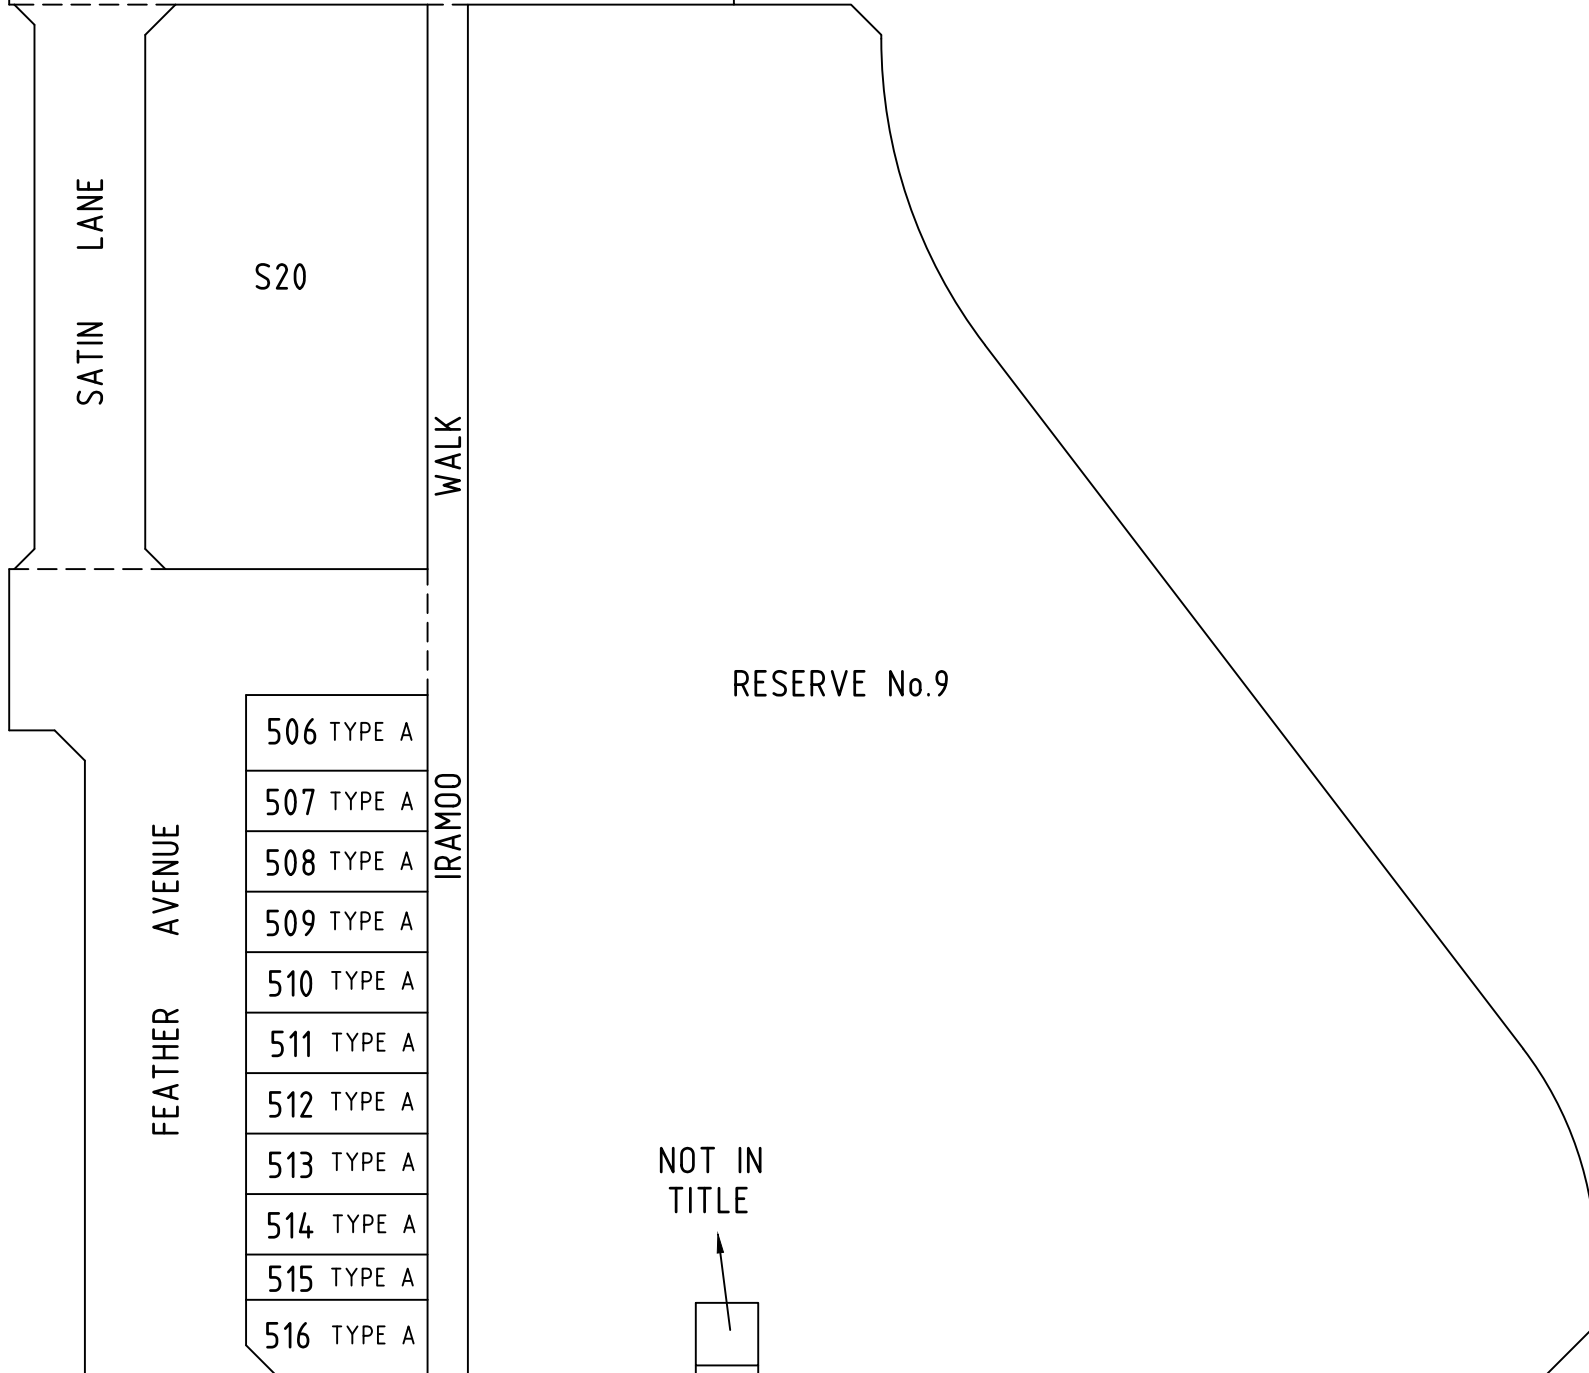 SATIN LANE
S20
IRAMOO WALK
RESERVE No.9
FEATHER AVENUE
506 TYPE A
507 TYPE A
508 TYPE A
509 TYPE A
510 TYPE A
511 TYPE A
512 TYPE A
513 TYPE A
514 TYPE A
515 TYPE A
516 TYPE A
NOT IN
TITLE